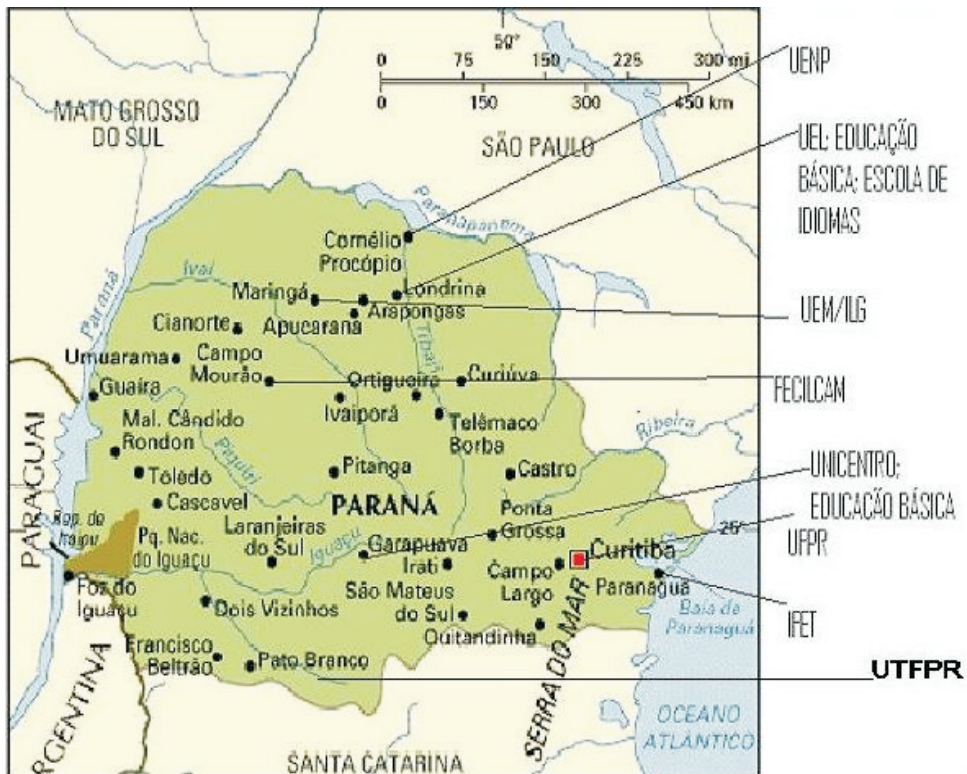 50°
0 75 150 225 300 mi
0 150 300 450 km
MATO GROSSO
DO SUL
SÃO PAULO
UENP
UEL; EDUCAÇÃO
BÁSICA; ESCOLA DE
IDIOMAS
Paranapanema
Cornélio
Procópio
Paraná
Ivaí
Maringá
Londrina
Arapongas
Apucarana
UEM/ILG
Cianorte
Umuarama
Campo
Mourão
Ortigueira
Curiúva
FECILCAM
Guaíra
Ivaiporã
Telêmaco
Borba
Mal. Cândido
Rondon
Ribeira
PARAGUAI
Toledo
Pitanga
Castro
UNICENTRO;
EDUCAÇÃO BÁSICA
Cascavel
PARANÁ
Ponta
Grossa
Rep. de
Itaipu
Pq. Nac.
do Iguaçu
Laranjeiras
do Sul
Iguaçu
Garapuava
Irati
Campo
Largo
Curitiba
25°
UFPR
Foz do
Iguaçu
São Mateus
do Sul
Paranaguá
Baía de
Paranaguá
IFET
Dois Vizinhos
Quitandinha
Francisco
Beltrão
Pato Branco
UTFPR
SERRA DO MAR
RGENTINA
SANTA CATARINA
OCEANO
ATLÂNTICO